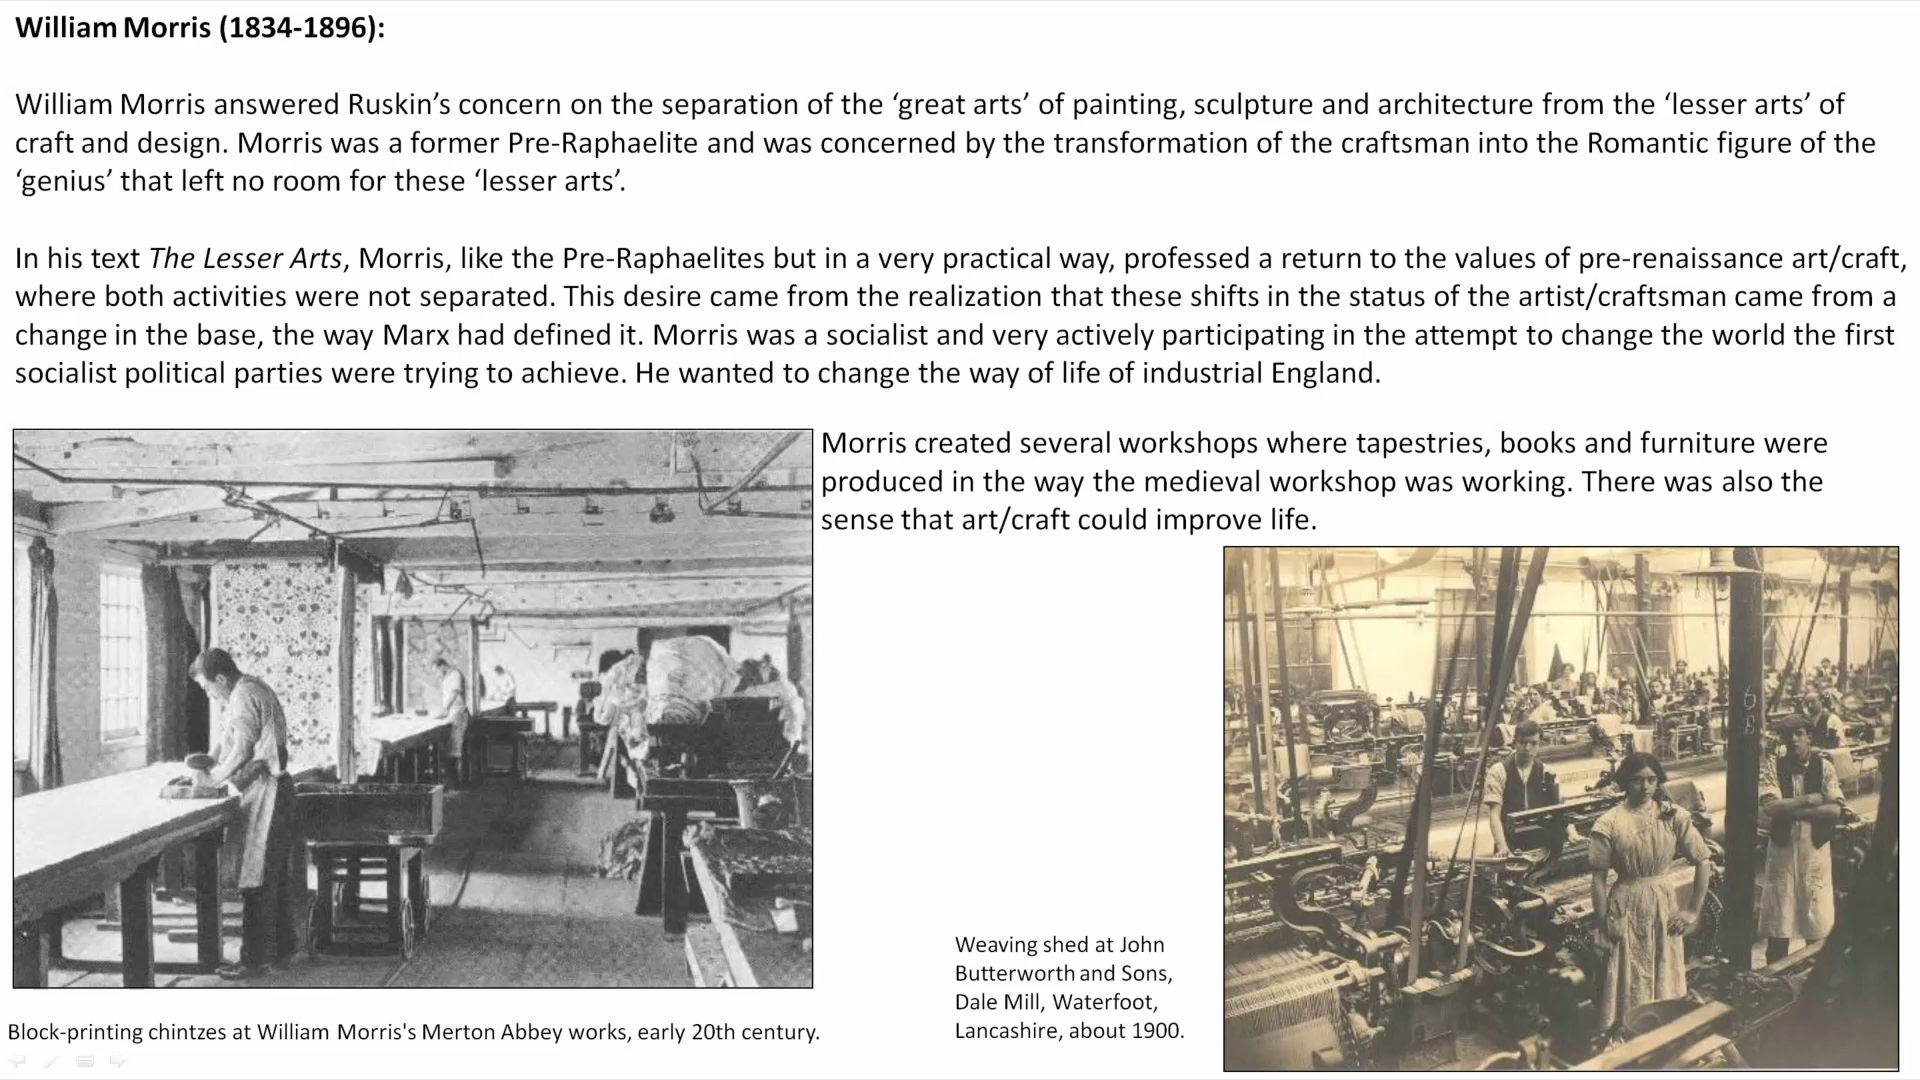 William Morris (1834-1896):
William Morris answered Ruskin’s concern on the separation of the ‘great arts’ of painting, sculpture and architecture from the ‘lesser arts’ of
craft and design. Morris was a former Pre-Raphaelite and was concerned by the transformation of the craftsman into the Romantic figure of the
‘genius’ that left no room for these ‘lesser arts’.
In his text The Lesser Arts, Morris, like the Pre-Raphaelites but in a very practical way, professed a return to the values of pre-renaissance art/craft,
where both activities were not separated. This desire came from the realization that these shifts in the status of the artist/craftsman came from a
change in the base, the way Marx had defined it. Morris was a socialist and very actively participating in the attempt to change the world the first
socialist political parties were trying to achieve. He wanted to change the way of life of industrial England.
Morris created several workshops where tapestries, books and furniture were
produced in the way the medieval workshop was working. There was also the
sense that art/craft could improve life.
Weaving shed at John
Butterworth and Sons,
Dale Mill, Waterfoot,
Lancashire, about 1900.
Block-printing chintzes at William Morris's Merton Abbey works, early 20th century.